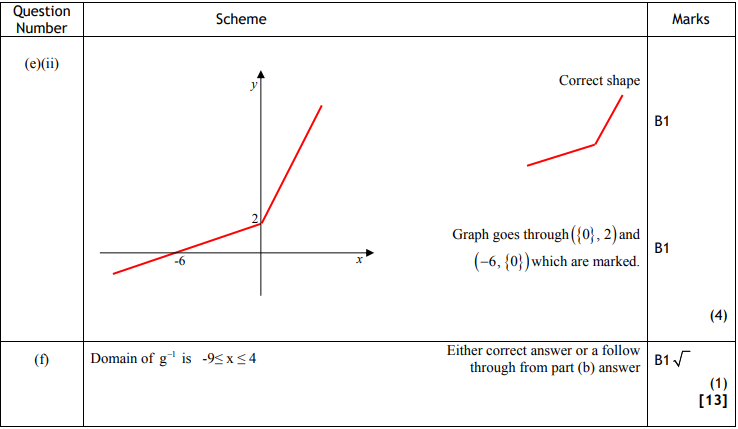 Question Number
Scheme
Marks
(e)(ii)
y
Correct shape
B1
2
-6
x
Graph goes through ({0}, 2) and
(−6, {0}) which are marked.
B1
(4)
(f)
Domain of g⁻¹ is -9≤ x ≤ 4
Either correct answer or a follow
through from part (b) answer
B1 √
(1)
[13]